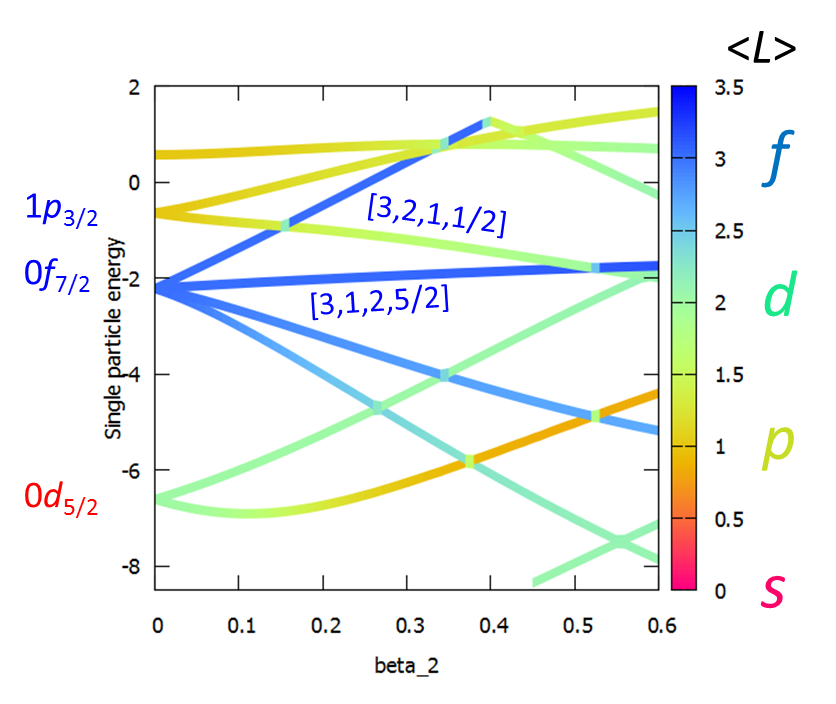 <L>
2
0
-2
-4
-6
-8
Single particle energy
1p3/2
0f7/2
0d5/2
[3,2,1,1/2]
[3,1,2,5/2]
0
0.1
0.2
0.3
0.4
0.5
0.6
beta_2
3.5
3
2.5
2
1.5
1
0.5
0
f
d
p
s